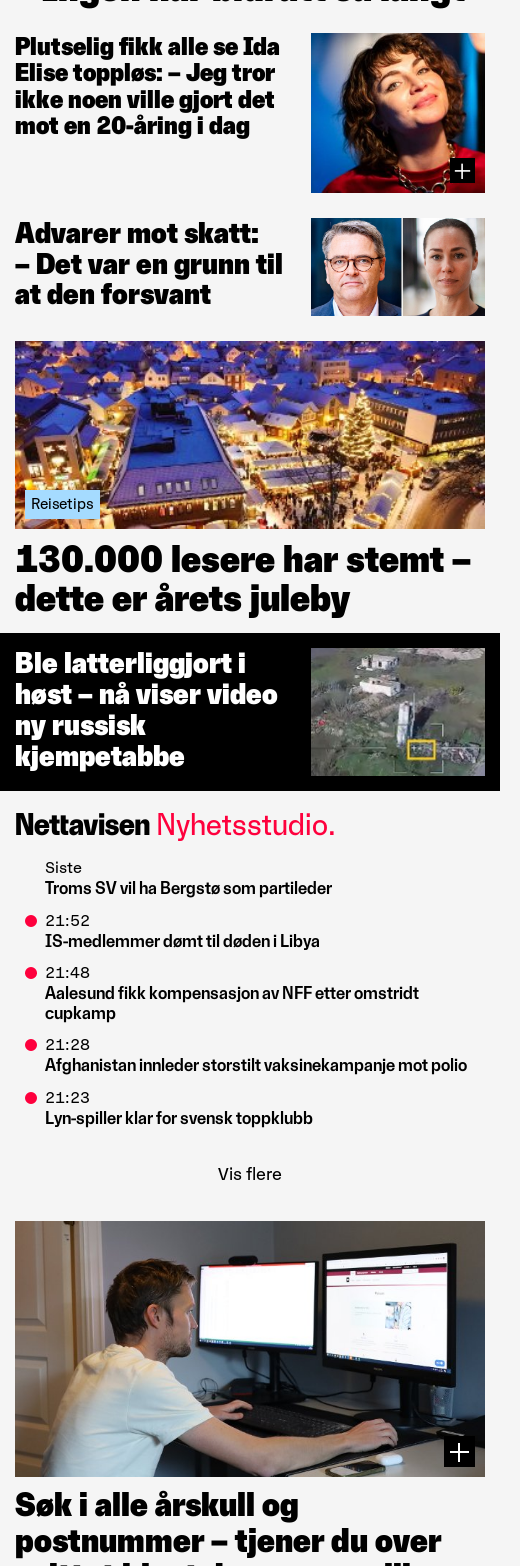 Plutselig fikk alle se Ida
Elise toppløs: – Jeg tror
ikke noen ville gjort det
mot en 20-åring i dag
Advarer mot skatt:
– Det var en grunn til
at den forsvant
Reisetips
130.000 lesere har stemt –
dette er årets juleby
Ble latterliggjort i
høst – nå viser video
ny russisk
kjempetabbe
Nettavisen Nyhetsstudio.
Siste
Troms SV vil ha Bergstø som partileder
21:52
IS-medlemmer dømt til døden i Libya
21:48
Aalesund fikk kompensasjon av NFF etter omstridt
cupkamp
21:28
Afghanistan innleder storstilt vaksinekampanje mot polio
21:23
Lyn-spiller klar for svensk toppklubb
Vis flere
Søk i alle årskull og
postnummer – tjener du over